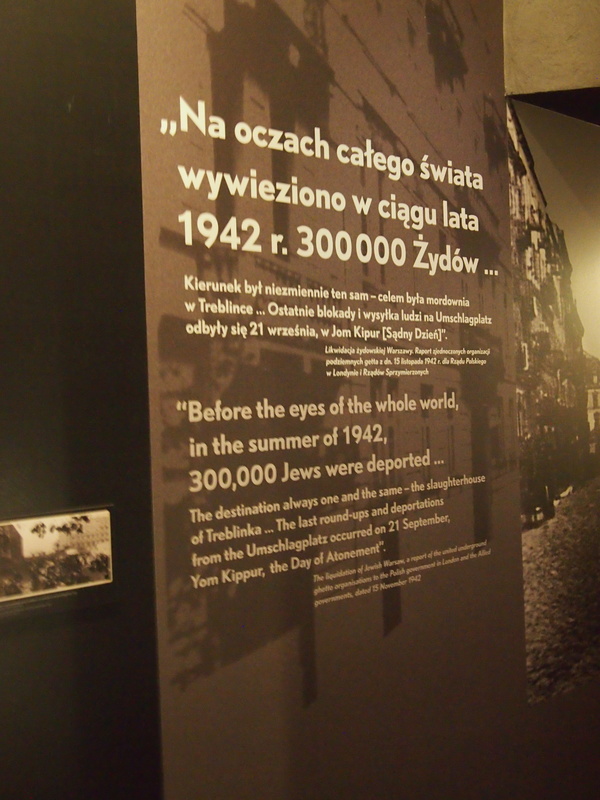 „Na oczach całego świata
wywieziono w ciągu lata
1942 r. 300 000 Żydów ...
Kierunek był niezmiennie ten sam – celem była mordownia
w Treblince ... Ostatnie blokady i wysyłka ludzi na Umschlagplatz
odbyły się 21 września, w Jom Kipur [Sądny Dzień]”.
Likwidacja żydowskiej Warszawy. Raport zjednoczonych organizacji
podziemnych getta z dn. 15 listopada 1942 r. dla Rządu Polskiego
w Londynie i Rządów Sprzymierzonych
“Before the eyes of the whole world,
in the summer of 1942,
300,000 Jews were deported ...
The destination always one and the same – the slaughterhouse
of Treblinka ... The last round-ups and deportations
from the Umschlagplatz occurred on 21 September,
Yom Kippur, the Day of Atonement”.
The liquidation of Jewish Warsaw, a report of the united underground
ghetto organisations to the Polish government in London and the Allied
governments, dated 15 November 1942